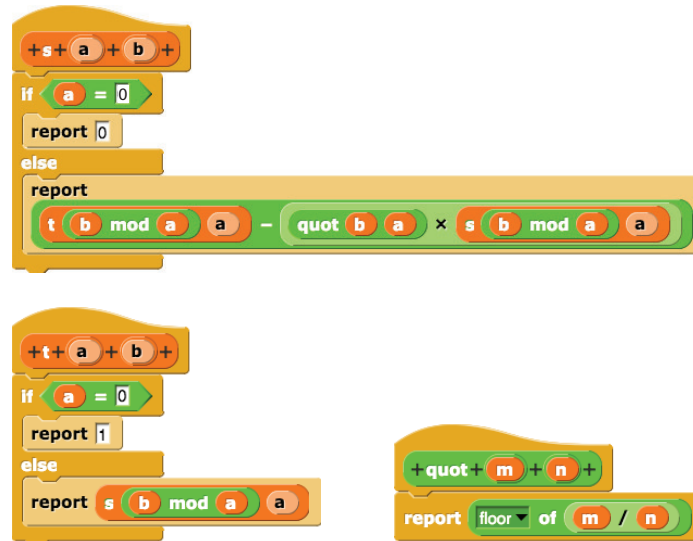 +s+ a + b +
if a = 0
report 0
else
report
t b mod a a − quot b a × s b mod a a
+t+ a + b +
if a = 0
report 1
else
report s b mod a a
+quot+ m + n +
report floor of m / n